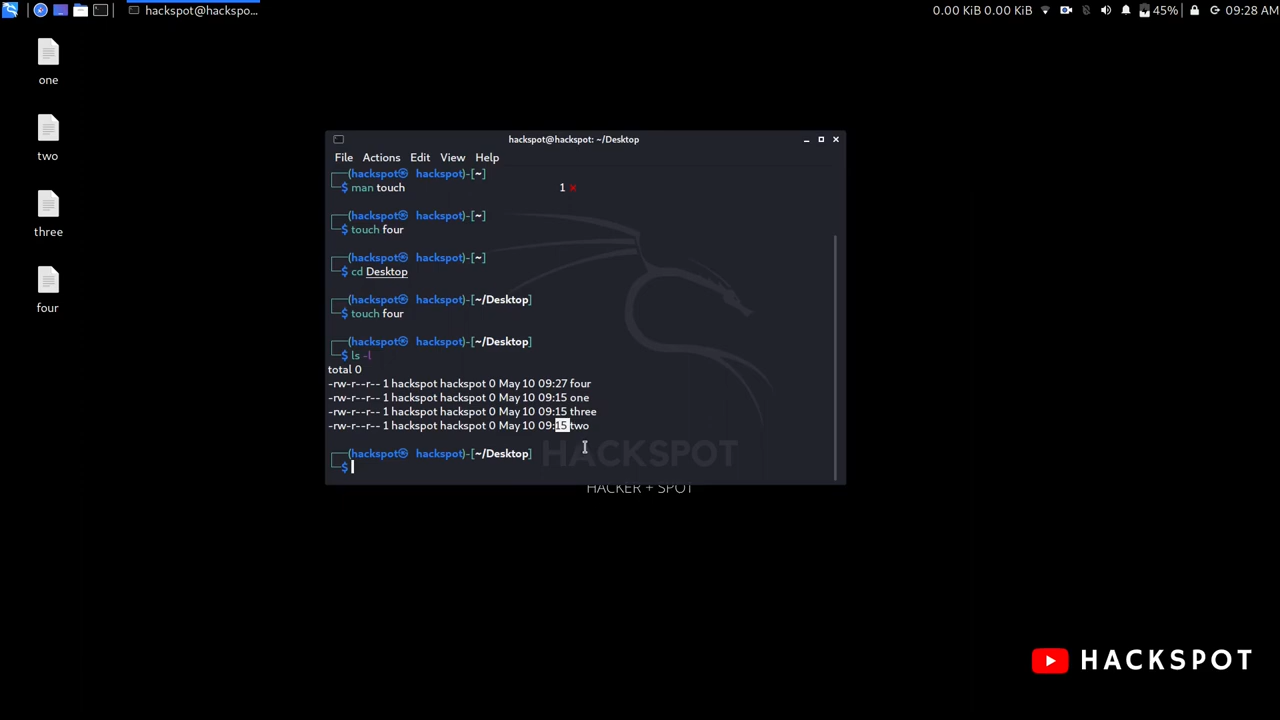 hackspot@hackspo...
0.00 KiB 0.00 KiB
45%
09:28 AM
one
two
three
four
hackspot@hackspot: ~/Desktop
File Actions Edit View Help
(hackspot㉿ hackspot)-[~]
$ man touch 1 ✘
(hackspot㉿ hackspot)-[~]
$ touch four
(hackspot㉿ hackspot)-[~]
$ cd Desktop
(hackspot㉿ hackspot)-[~/Desktop]
$ touch four
(hackspot㉿ hackspot)-[~/Desktop]
$ ls -l
total 0
-rw-r--r-- 1 hackspot hackspot 0 May 10 09:27 four
-rw-r--r-- 1 hackspot hackspot 0 May 10 09:15 one
-rw-r--r-- 1 hackspot hackspot 0 May 10 09:15 three
-rw-r--r-- 1 hackspot hackspot 0 May 10 09:15 two
(hackspot㉿ hackspot)-[~/Desktop]
$
HACKSPOT
HACKER + SPOT
HACKSPOT